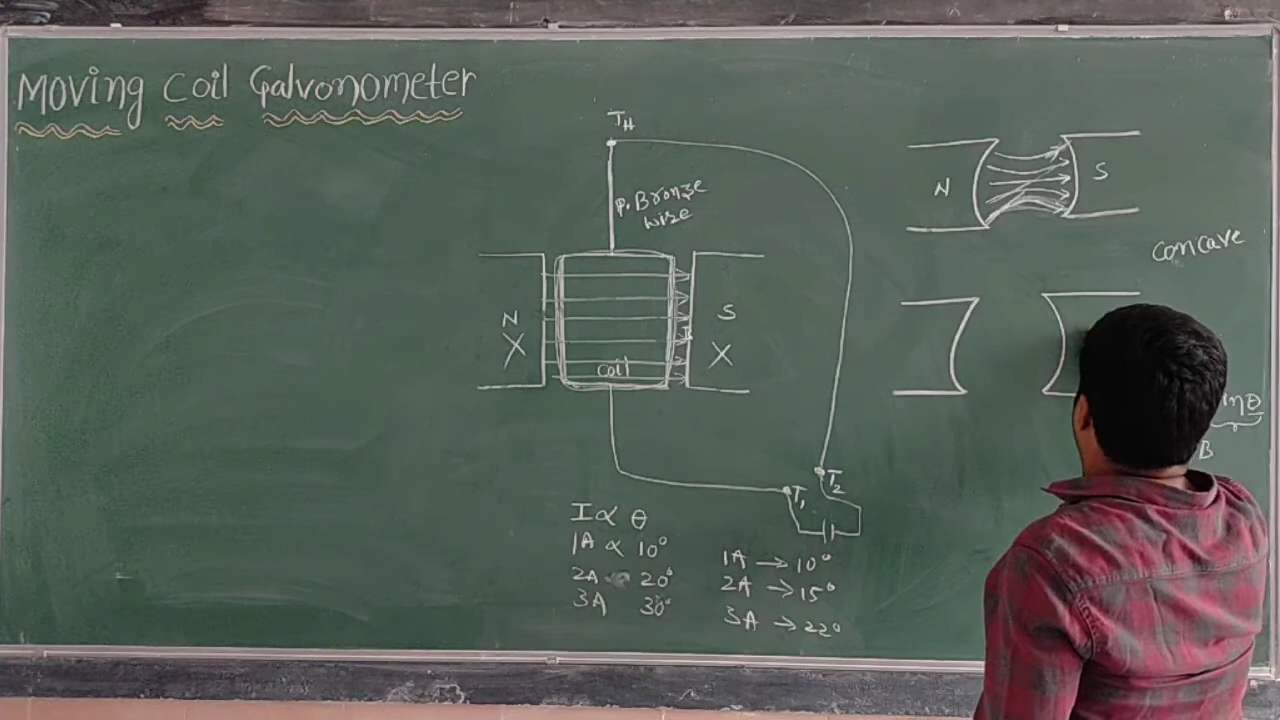 Moving Coil Galvonometer
TH
P. Bronze
wire
N
S
X
X
coil
T1
T2
I ∝ θ
1A ∝ 10°
2A 20°
3A 30°
1A → 10°
2A → 15°
3A → 22°
N
S
concave
inθ
B